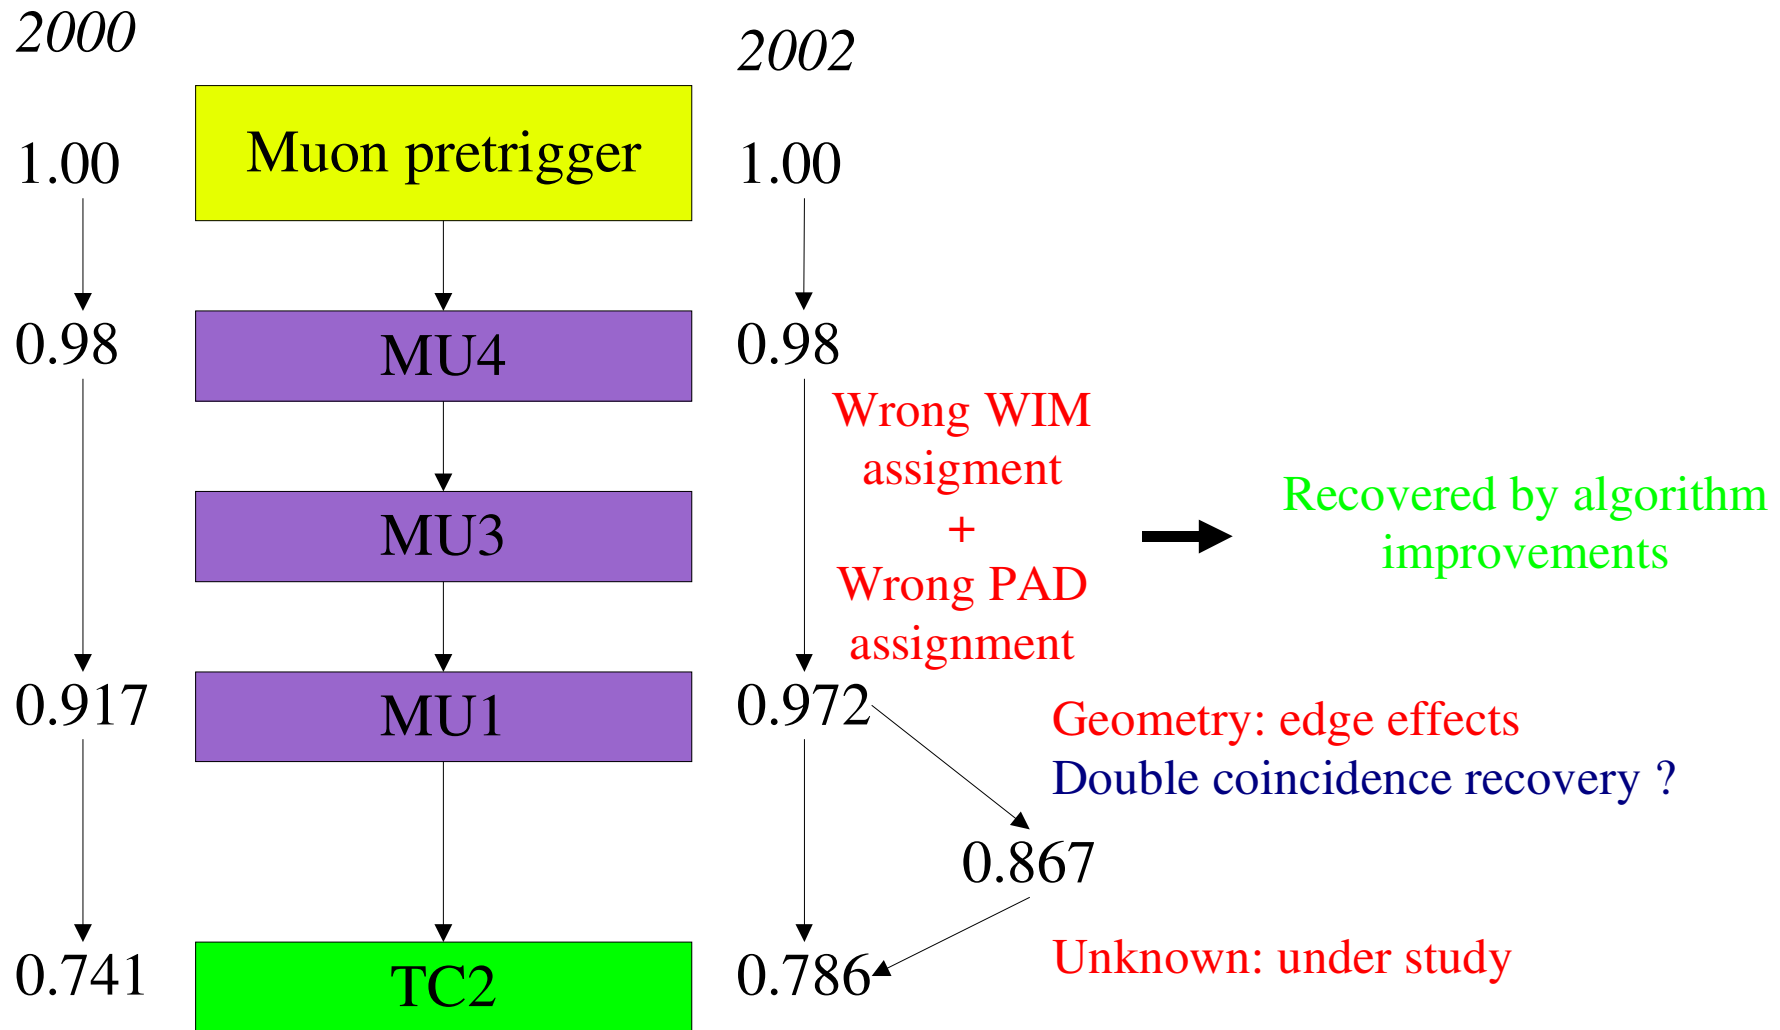 2000
2002
Muon pretrigger
1.00
1.00
0.98
MU4
0.98
Wrong WIM
assigment
+
Wrong PAD
assignment
Recovered by algorithm
improvements
MU3
0.917
MU1
0.972
Geometry: edge effects
Double coincidence recovery ?
0.867
0.741
TC2
0.786
Unknown: under study